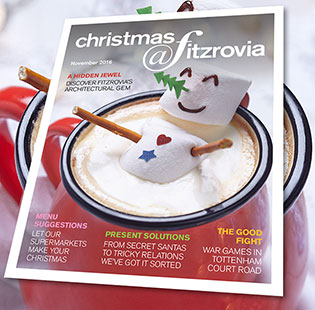 christmas
@fitzrovia
November 2016
A HIDDEN JEWEL
DISCOVER FITZROVIA'S
ARCHITECTURAL GEM
MENU
SUGGESTIONS
LET OUR
SUPERMARKETS
MAKE YOUR
CHRISTMAS
PRESENT SOLUTIONS
FROM SECRET SANTAS
TO TRICKY RELATIONS
WE'VE GOT IT SORTED
THE GOOD
FIGHT
WAR GAMES IN
TOTTENHAM
COURT ROAD